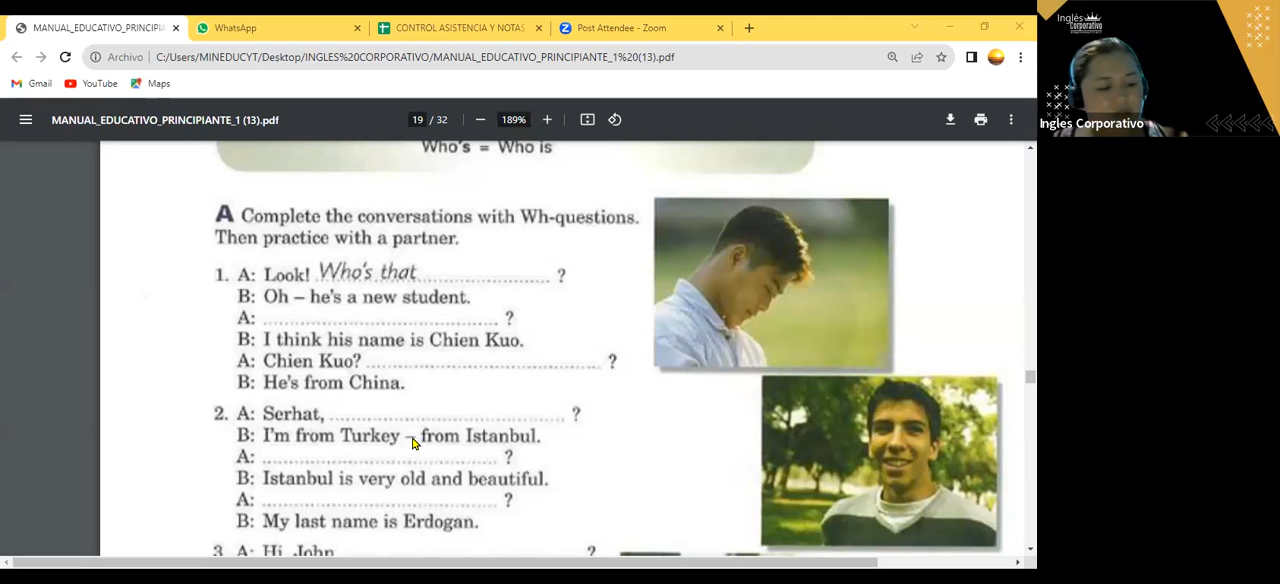 MANUAL_EDUCATIVO_PRINCIPIA
WhatsApp
CONTROL ASISTENCIA Y NOTAS
Post Attendee - Zoom
Archivo
C:/Users/MINEDUCYT/Desktop/INGLES%20CORPORATIVO/MANUAL_EDUCATIVO_PRINCIPIANTE_1%20(13).pdf
Gmail
YouTube
Maps
MANUAL_EDUCATIVO_PRINCIPIANTE_1 (13).pdf
19 / 32
189%
Inglés
Corporativo
Ingles Corporativo
Who's = Who is
A Complete the conversations with Wh-questions.
Then practice with a partner.
1. A: Look! Who's that ?
B: Oh – he's a new student.
A: ?
B: I think his name is Chien Kuo.
A: Chien Kuo? ?
B: He's from China.
2. A: Serhat, ?
B: I'm from Turkey – from Istanbul.
A: ?
B: Istanbul is very old and beautiful.
A: ?
B: My last name is Erdogan.
3 A: Hi, John ?